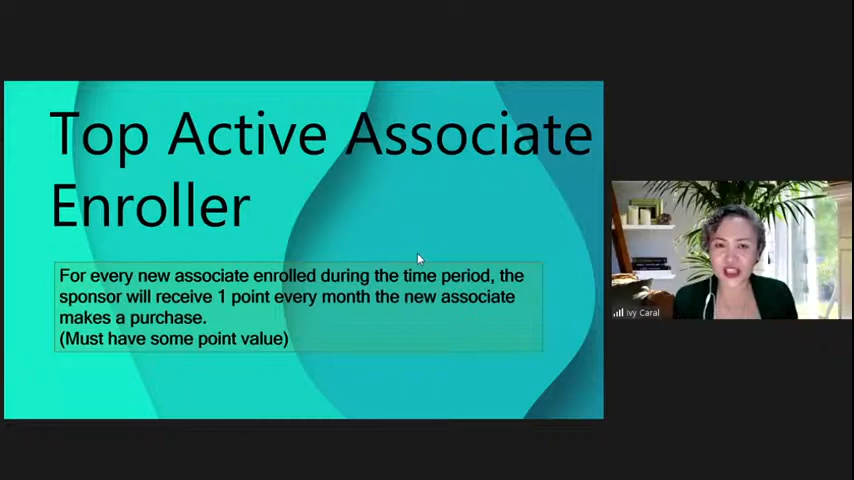 Top Active Associate
Enroller
For every new associate enrolled during the time period, the
sponsor will receive 1 point every month the new associate
makes a purchase.
(Must have some point value)
Ivy Caral